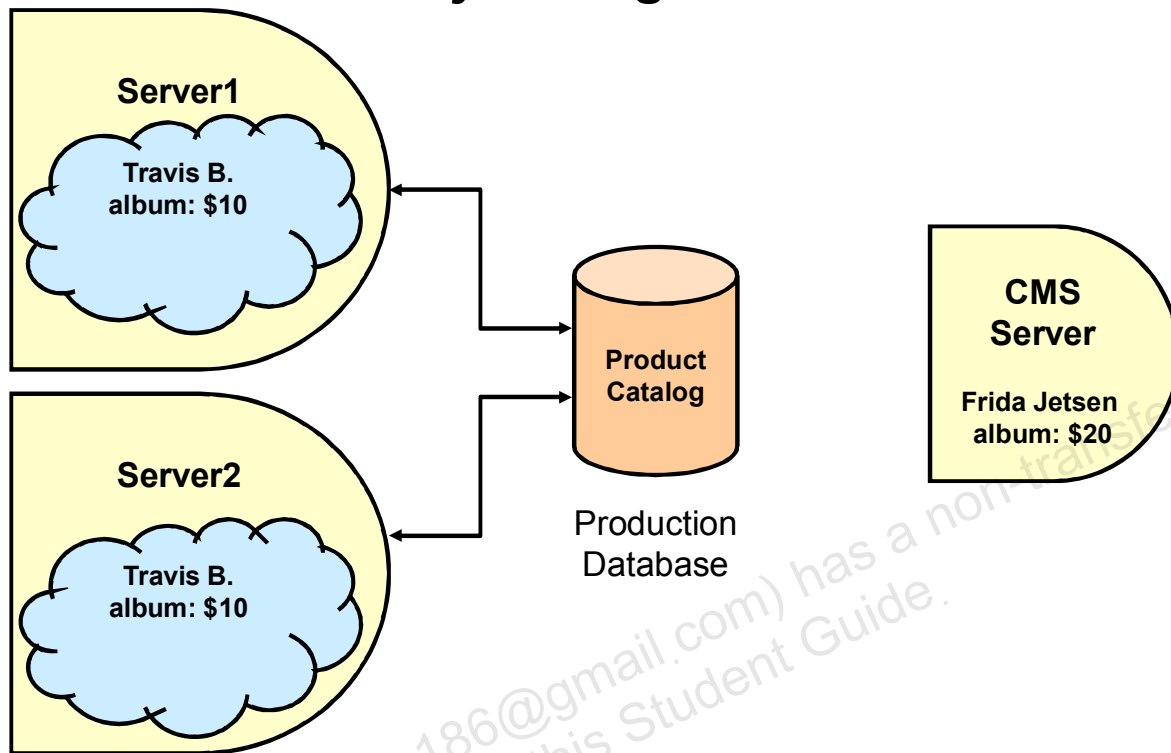 Server1
Travis B.
album: $10
Server2
Travis B.
album: $10
Product
Catalog
Production
Database
CMS
Server
Frida Jetsen
album: $20
186@gmail.com) has a non-transfe
this Student Guide.